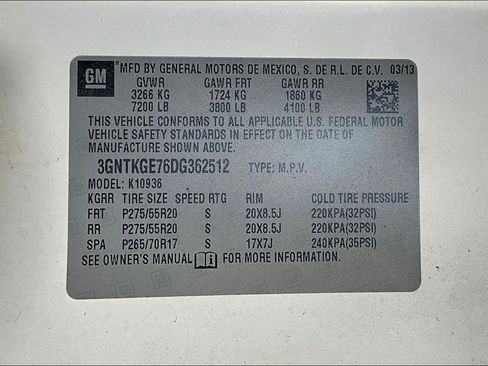 GM
*MFD BY GENERAL MOTORS DE MEXICO, S. DE R.L. DE C.V. 03/13
GVWR GAWR FRT GAWR RR
3266 KG 1724 KG 1860 KG
7200 LB 3800 LB 4100 LB
THIS VEHICLE CONFORMS TO ALL APPLICABLE U.S. FEDERAL MOTOR
VEHICLE SAFETY STANDARDS IN EFFECT ON THE DATE OF
MANUFACTURE SHOWN ABOVE.
3GNTKGE76DG362512 TYPE: M.P.V.
MODEL: K10936
KGRR TIRE SIZE SPEED RTG RIM COLD TIRE PRESSURE
FRT P275/55R20 S 20X8.5J 220KPA(32PSI)
RR P275/55R20 S 20X8.5J 220KPA(32PSI)
SPA P265/70R17 S 17X7J 240KPA(35PSI)
SEE OWNER'S MANUAL FOR MORE INFORMATION.